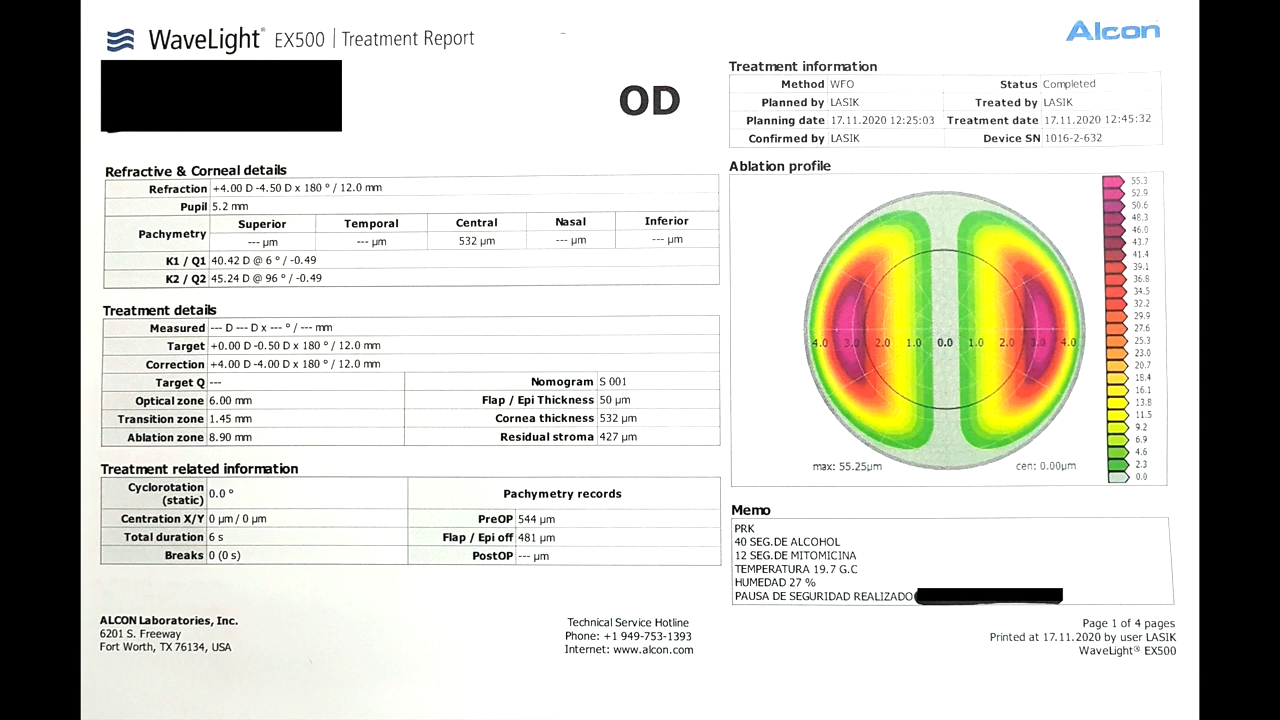 WaveLight® EX500 | Treatment Report
Alcon
OD
Treatment information
Method WFO Status Completed
Planned by LASIK Treated by LASIK
Planning date 17.11.2020 12:25:03 Treatment date 17.11.2020 12:45:32
Confirmed by LASIK Device SN 1016-2-632
Refractive & Corneal details
Refraction +4.00 D -4.50 D x 180 ° / 12.0 mm
Pupil 5.2 mm
Pachymetry Superior Temporal Central Nasal Inferior
--- µm --- µm 532 µm --- µm --- µm
K1 / Q1 40.42 D @ 6 ° / -0.49
K2 / Q2 45.24 D @ 96 ° / -0.49
Treatment details
Measured --- D --- D x --- ° / --- mm
Target +0.00 D -0.50 D x 180 ° / 12.0 mm
Correction +4.00 D -4.00 D x 180 ° / 12.0 mm
Target Q --- Nomogram S 001
Optical zone 6.00 mm Flap / Epi Thickness 50 µm
Transition zone 1.45 mm Cornea thickness 532 µm
Ablation zone 8.90 mm Residual stroma 427 µm
Treatment related information
Cyclorotation
(static) 0.0 ° Pachymetry records
Centration X/Y 0 µm / 0 µm PreOP 544 µm
Total duration 6 s Flap / Epi off 481 µm
Breaks 0 (0 s) PostOP --- µm
Ablation profile
4.0 3.0 2.0 1.0 0.0 1.0 2.0 3.0 4.0
max: 55.25µm cen: 0.00µm
55.3
52.9
50.6
48.3
46.0
43.7
41.4
39.1
36.8
34.5
32.2
29.9
27.6
25.3
23.0
20.7
18.4
16.1
13.8
11.5
9.2
6.9
4.6
2.3
0.0
Memo
PRK
40 SEG.DE ALCOHOL
12 SEG.DE MITOMICINA
TEMPERATURA 19.7 G.C
HUMEDAD 27 %
PAUSA DE SEGURIDAD REALIZADO
ALCON Laboratories, Inc.
6201 S. Freeway
Fort Worth, TX 76134, USA
Technical Service Hotline
Phone: +1 949-753-1393
Internet: www.alcon.com
Page 1 of 4 pages
Printed at 17.11.2020 by user LASIK
WaveLight® EX500